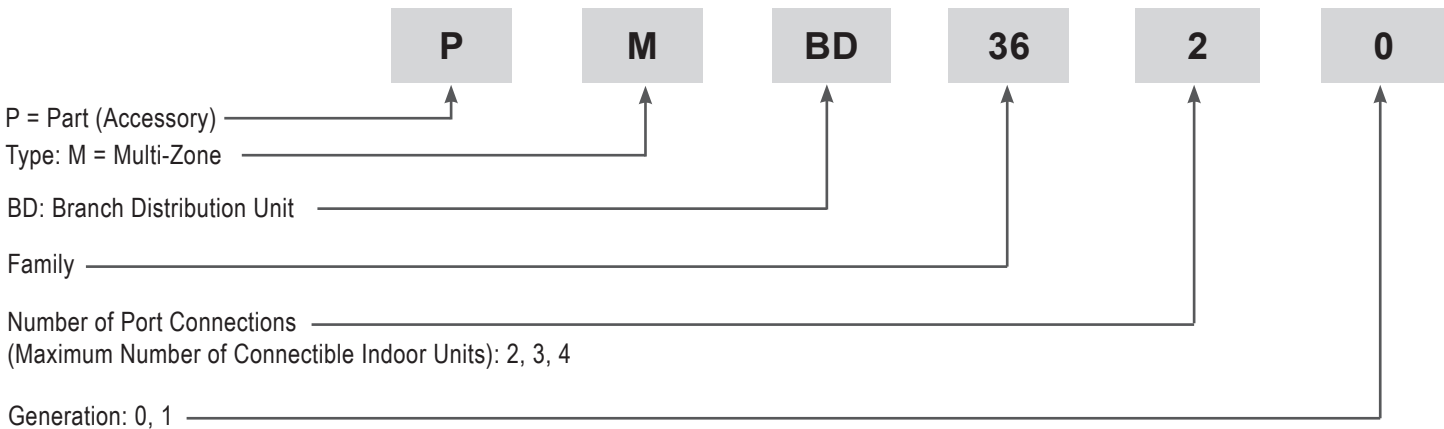 P M BD 36 2 0
P = Part (Accessory)
Type: M = Multi-Zone
BD: Branch Distribution Unit
Family
Number of Port Connections
(Maximum Number of Connectible Indoor Units): 2, 3, 4
Generation: 0, 1